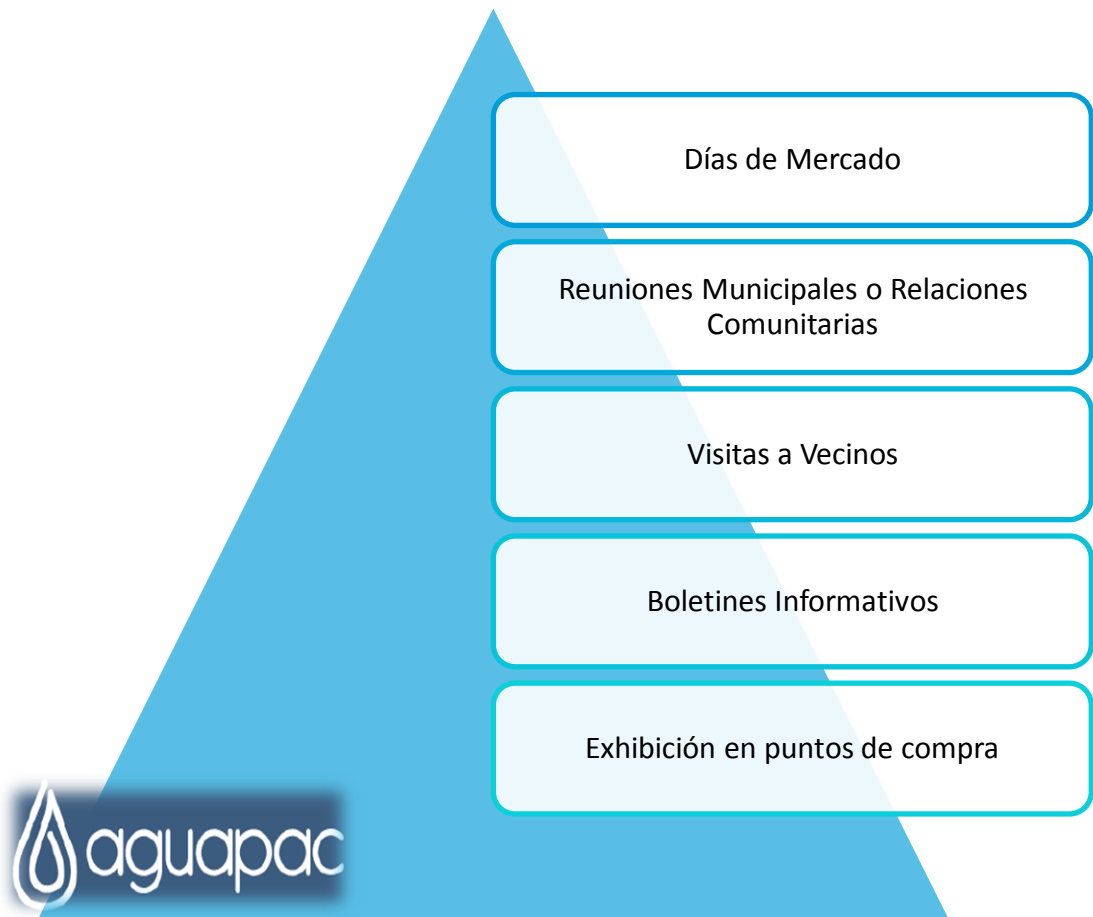 Días de Mercado
Reuniones Municipales o Relaciones
Comunitarias
Visitas a Vecinos
Boletines Informativos
Exhibición en puntos de compra
aguapac